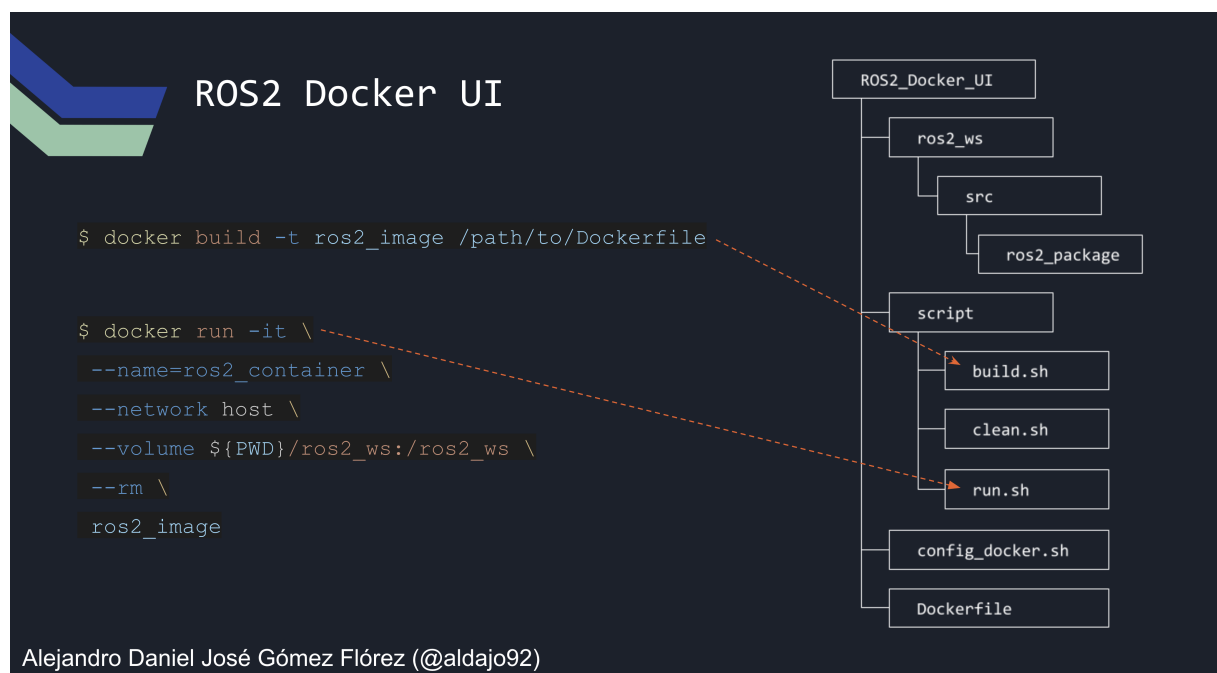 ROS2 Docker UI
$ docker build -t ros2_image /path/to/Dockerfile
$ docker run -it \
--name=ros2_container \
--network host \
--volume ${PWD}/ros2_ws:/ros2_ws \
--rm \
ros2_image
ROS2_Docker_UI
ros2_ws
src
ros2_package
script
build.sh
clean.sh
run.sh
config_docker.sh
Dockerfile
Alejandro Daniel José Gómez Flórez (@aldajo92)